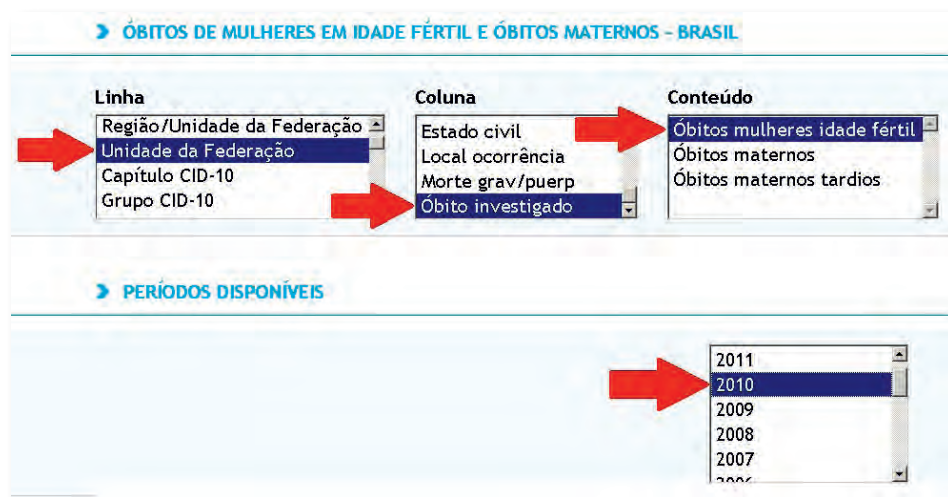 ÓBITOS DE MULHERES EM IDADE FÉRTIL E ÓBITOS MATERNOS - BRASIL
Linha
Região/Unidade da Federação
Unidade da Federação
Capítulo CID-10
Grupo CID-10
Coluna
Estado civil
Local ocorrência
Morte grav/puerp
Óbito investigado
Conteúdo
Óbitos mulheres idade fértil
Óbitos maternos
Óbitos maternos tardios
PERÍODOS DISPONÍVEIS
2011
2010
2009
2008
2007